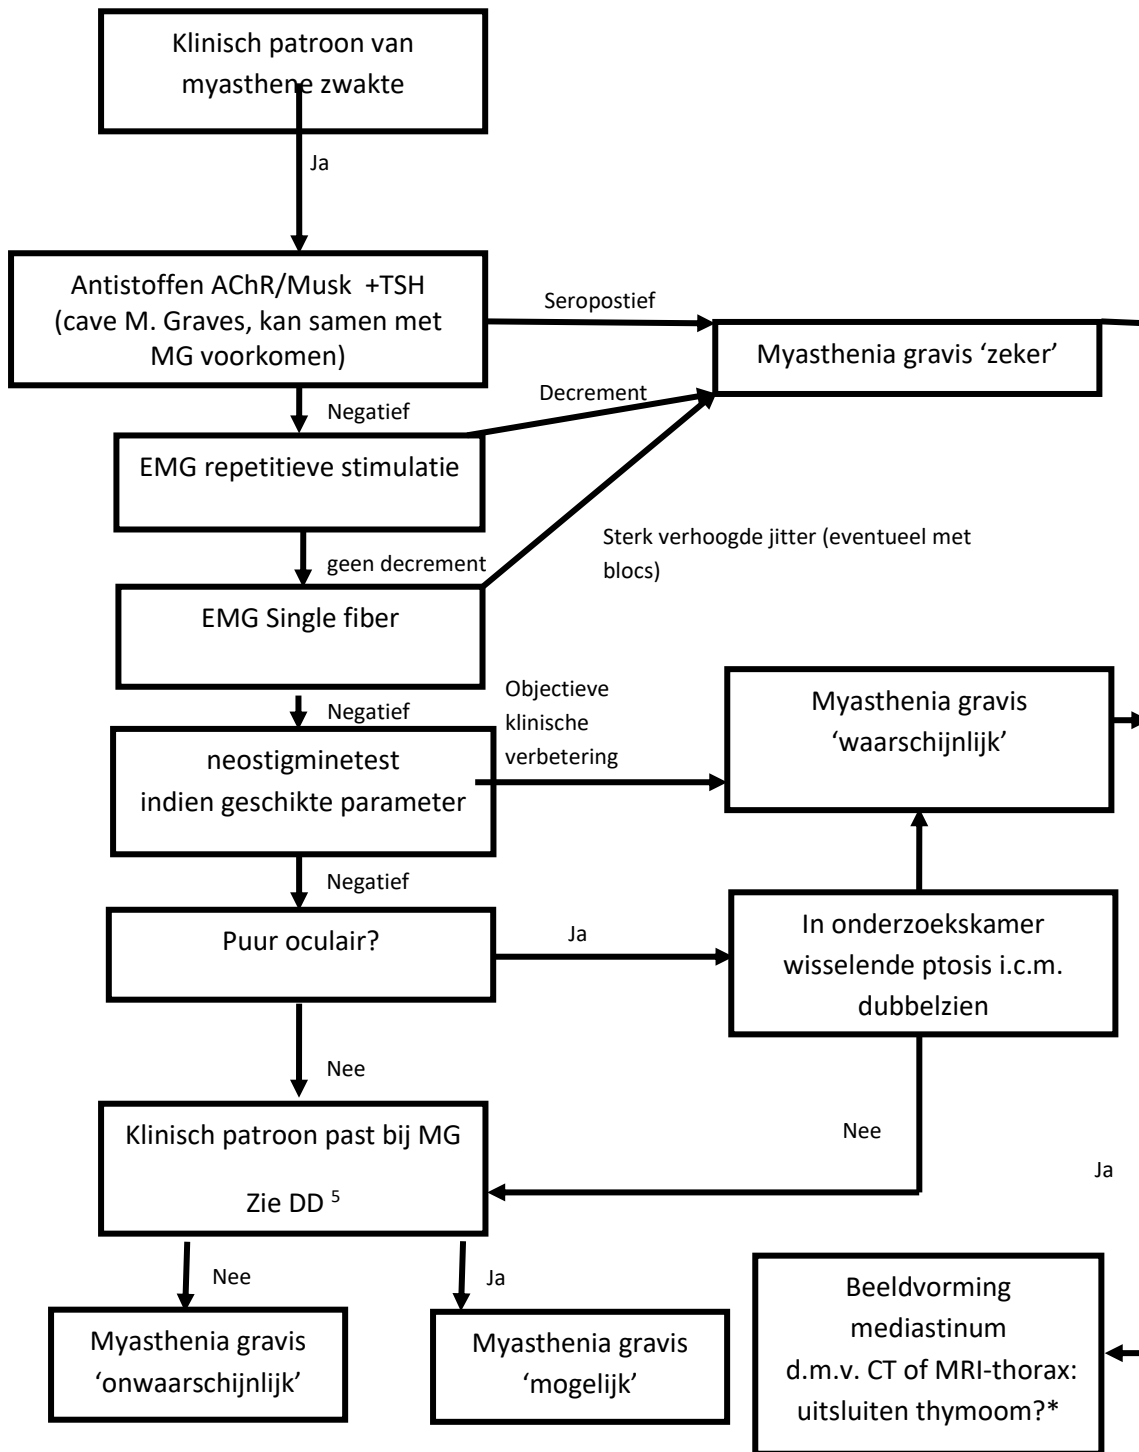 Klinisch patroon van
myasthene zwakte
Ja
Antistoffen AChR/Musk +TSH
(cave M. Graves, kan samen met
MG voorkomen)
Seropostief
Myasthenia gravis ‘zeker’
Negatief
Decrement
EMG repetitieve stimulatie
geen decrement
Sterk verhoogde jitter (eventueel met
blocs)
EMG Single fiber
Negatief
Objectieve
klinische
verbetering
Myasthenia gravis
‘waarschijnlijk’
neostigminetest
indien geschikte parameter
Negatief
Puur oculair?
Ja
In onderzoekskamer
wisselende ptosis i.c.m.
dubbelzien
Nee
Nee
Ja
Klinisch patroon past bij MG
Zie DD ⁵
Nee
Ja
Myasthenia gravis
‘onwaarschijnlijk’
Myasthenia gravis
‘mogelijk’
Beeldvorming
mediastinum
d.m.v. CT of MRI-thorax:
uitsluiten thymoom?*